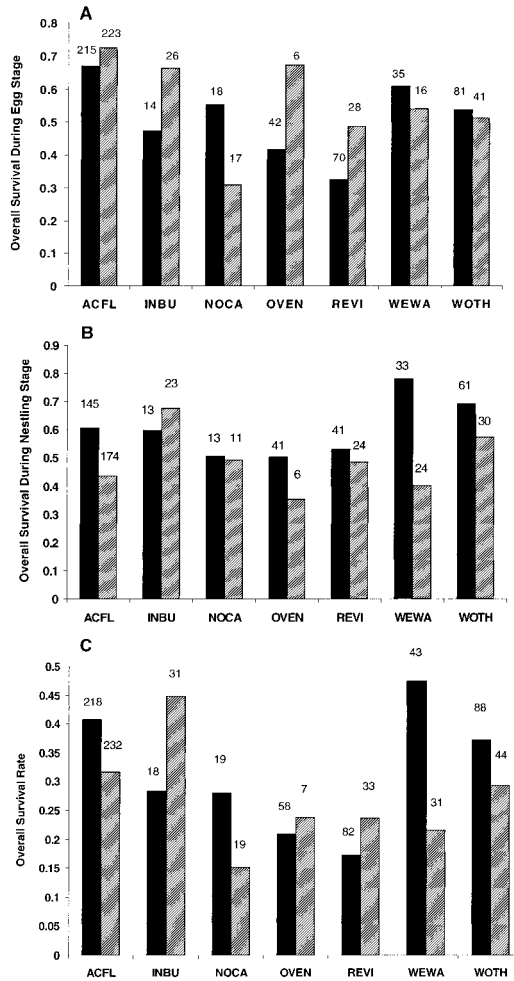 A
Overall Survival During Egg Stage
0.8
0.7
0.6
0.5
0.4
0.3
0.2
0.1
0
215 223 14 26 18 17 42 6 70 28 35 16 81 41
ACFL INBU NOCA OVEN REVI WEWA WOTH
B
Overall Survival During Nestling Stage
0.9
0.8
0.7
0.6
0.5
0.4
0.3
0.2
0.1
0
145 174 13 23 13 11 41 6 41 24 33 24 61 30
ACFL INBU NOCA OVEN REVI WEWA WOTH
C
Overall Survival Rate
0.5
0.45
0.4
0.35
0.3
0.25
0.2
0.15
0.1
0.05
0
218 232 18 31 19 19 58 7 82 33 43 31 88 44
ACFL INBU NOCA OVEN REVI WEWA WOTH